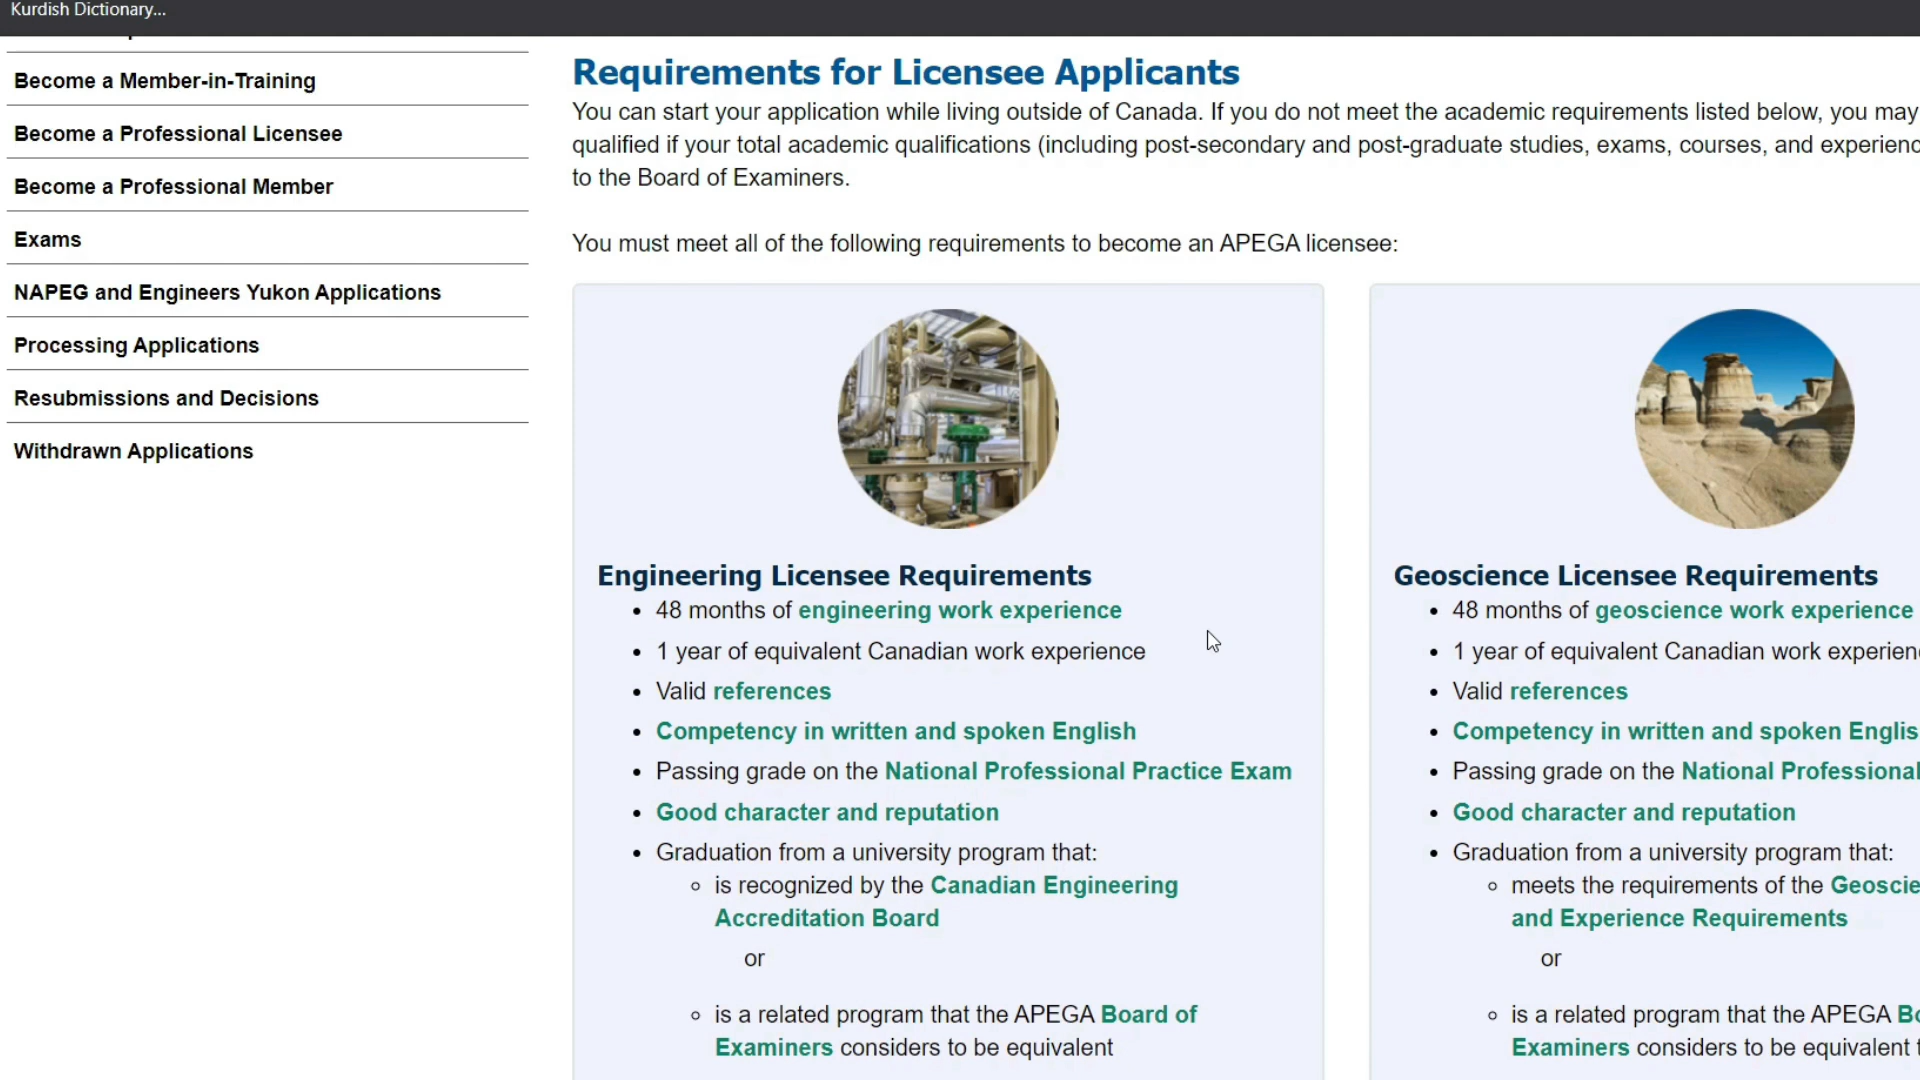 Kurdish Dictionary...
Become a Member-in-Training
Become a Professional Licensee
Become a Professional Member
Exams
NAPEG and Engineers Yukon Applications
Processing Applications
Resubmissions and Decisions
Withdrawn Applications
Requirements for Licensee Applicants
You can start your application while living outside of Canada. If you do not meet the academic requirements listed below, you may
qualified if your total academic qualifications (including post-secondary and post-graduate studies, exams, courses, and
to the Board of Examiners.
You must meet all of the following requirements to become an APEGA licensee:
Engineering Licensee Requirements
• 48 months of engineering work experience
• 1 year of equivalent Canadian work experience
• Valid references
• Competency in written and spoken English
• Passing grade on the National Professional Practice Exam
• Good character and reputation
• Graduation from a university program that:
◦ is recognized by the Canadian Engineering
Accreditation Board
or
◦ is a related program that the APEGA Board of
Examiners considers to be equivalent
Geoscience Licensee Requirements
• 48 months of geoscience work experience
• 1 year of equivalent Canadian work
• Valid references
• Competency in written and spoken
• Passing grade on the National Professional
• Good character and reputation
• Graduation from a university program that:
◦ meets the requirements of the
and Experience Requirements
or
◦ is a related program that the APEGA
Examiners considers to be equivalent